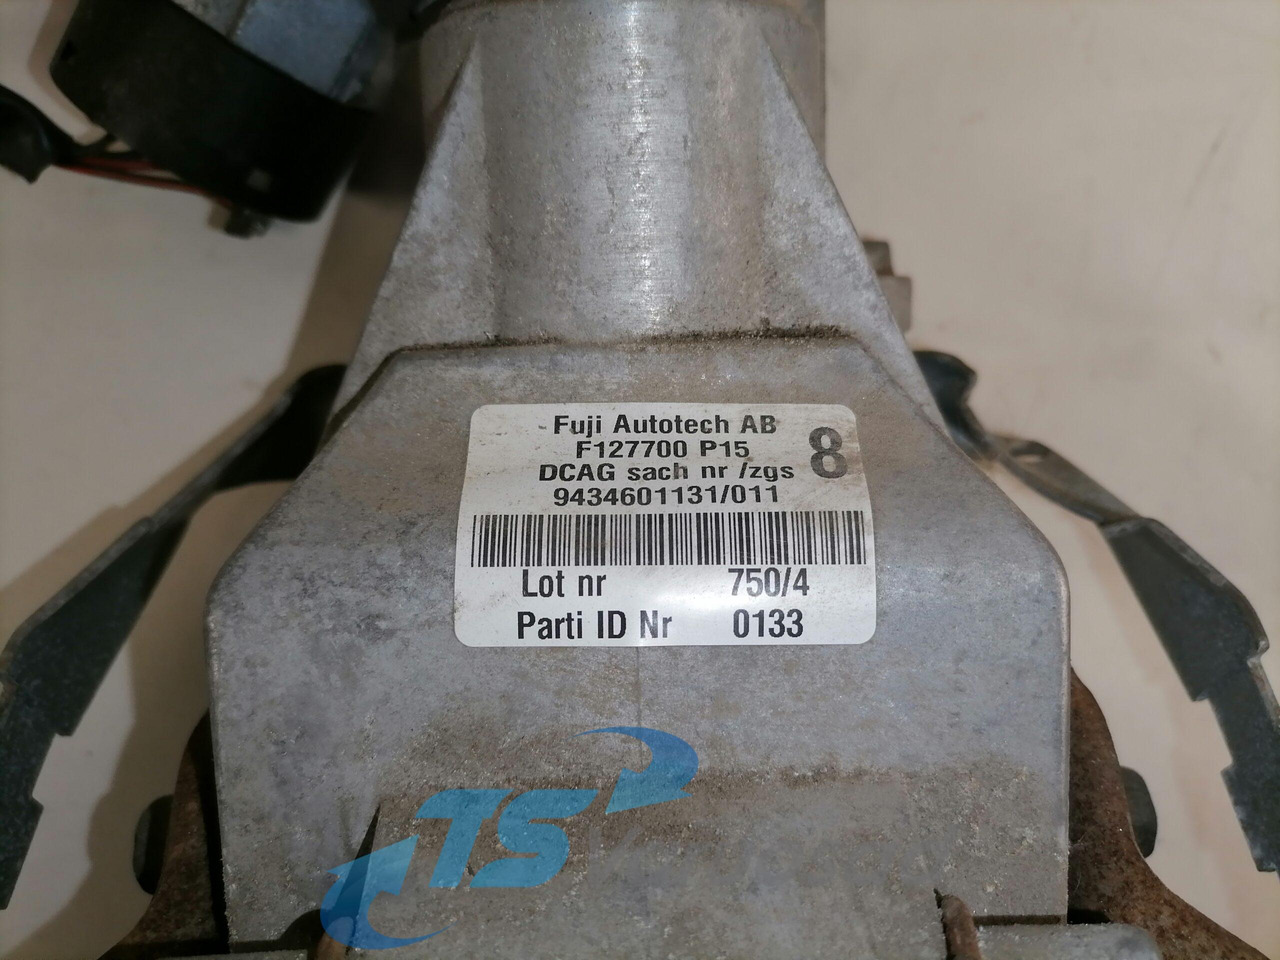 Fuji Autotech AB
F127700 P15
8
DCAG sach nr /zgs
9434601131/011
Lot nr 750/4
Parti ID Nr 0133
TS